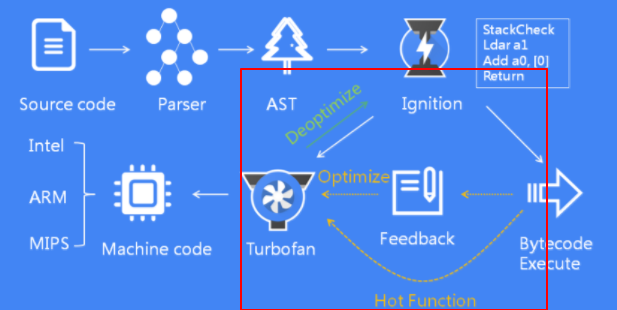 StackCheck
Ldar a1
Add a0, [0]
Return
Source code
Parser
AST
Ignition
Deoptimize
Intel
ARM
MIPS
Machine code
Turbofan
Optimize
Feedback
Bytecode
Execute
Hot Function